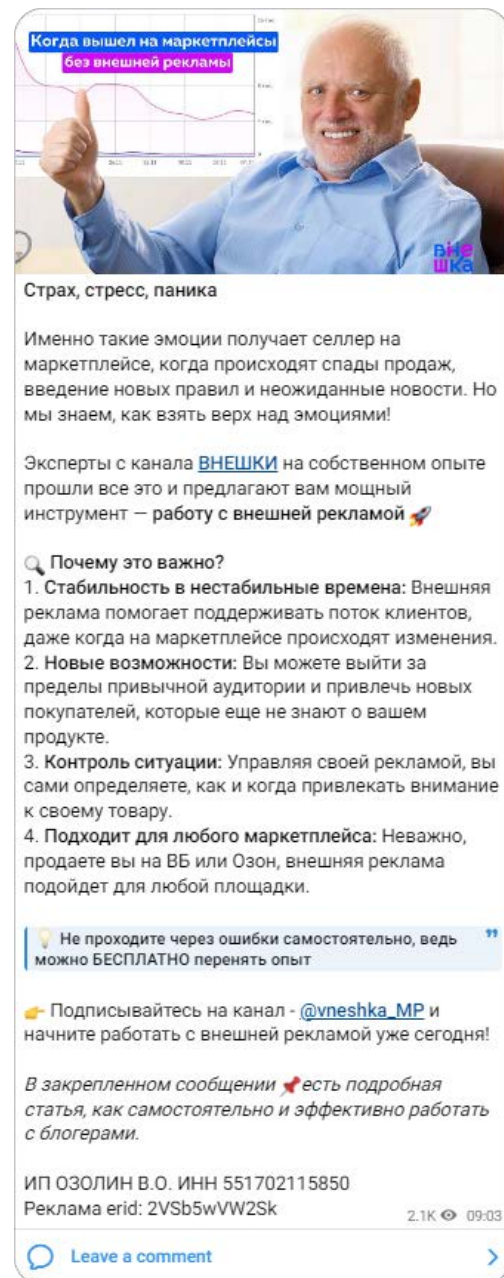 Когда вышел на маркетплейсы
без внешней рекламы
вне
шка
Страх, стресс, паника
Именно такие эмоции получает селлер на
маркетплейсе, когда происходят спады продаж,
введение новых правил и неожиданные новости. Но
мы знаем, как взять верх над эмоциями!
Эксперты с канала ВНЕШКИ на собственном опыте
прошли все это и предлагают вам мощный
инструмент — работу с внешней рекламой 🚀
🔍 Почему это важно?
1. Стабильность в нестабильные времена: Внешняя
реклама помогает поддерживать поток клиентов,
даже когда на маркетплейсе происходят изменения.
2. Новые возможности: Вы можете выйти за
пределы привычной аудитории и привлечь новых
покупателей, которые еще не знают о вашем
продукте.
3. Контроль ситуации: Управляя своей рекламой, вы
сами определяете, как и когда привлекать внимание
к своему товару.
4. Подходит для любого маркетплейса: Неважно,
продаете вы на ВБ или Озон, внешняя реклама
подойдет для любой площадки.
💡 Не проходите через ошибки самостоятельно, ведь
можно БЕСПЛАТНО перенять опыт
👉 Подписывайтесь на канал - @vneshka_MP и
начните работать с внешней рекламой уже сегодня!
В закрепленном сообщении 📌есть подробная
статья, как самостоятельно и эффективно работать
с блогерами.
ИП ОЗОЛИН В.О. ИНН 551702115850
Реклама erid: 2VSb5wVW2Sk
2.1K 09:03
Leave a comment